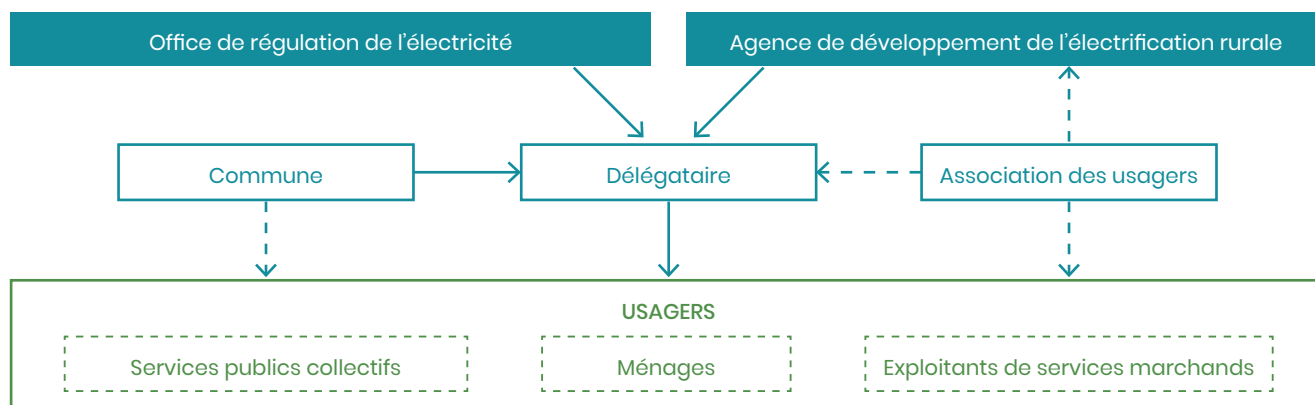 Office de régulation de l’électricité
Agence de développement de l’électrification rurale
Commune
Délégataire
Association des usagers
USAGERS
Services publics collectifs
Ménages
Exploitants de services marchands